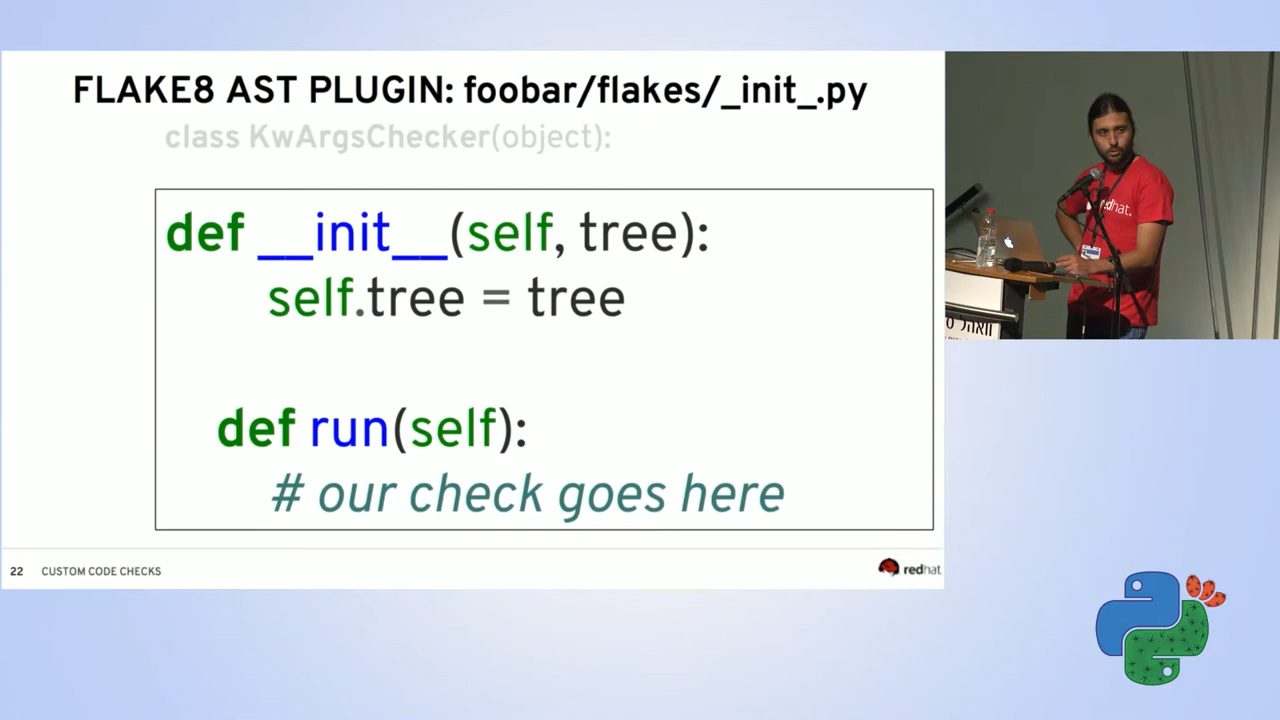 FLAKE8 AST PLUGIN: foobar/flakes/_init_.py
class KwArgsChecker(object):
def __init__(self, tree):
self.tree = tree
def run(self):
# our check goes here
22 CUSTOM CODE CHECKS
redhat
redhat.